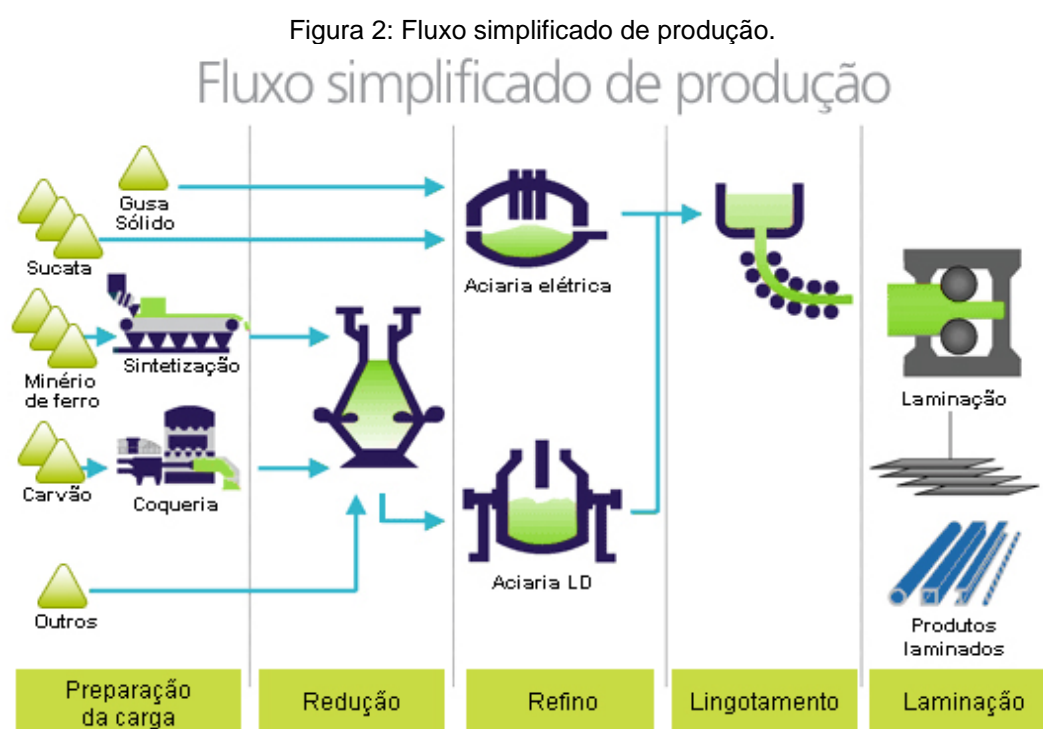 Figura 2: Fluxo simplificado de produção.
Fluxo simplificado de produção
Gusa
Sólido
Sucata
Aciaria elétrica
Minério
de ferro
Sintetização
Laminação
Carvão
Coqueria
Aciaria LD
Outros
Produtos
laminados
Preparação
da carga
Redução
Refino
Lingotamento
Laminação